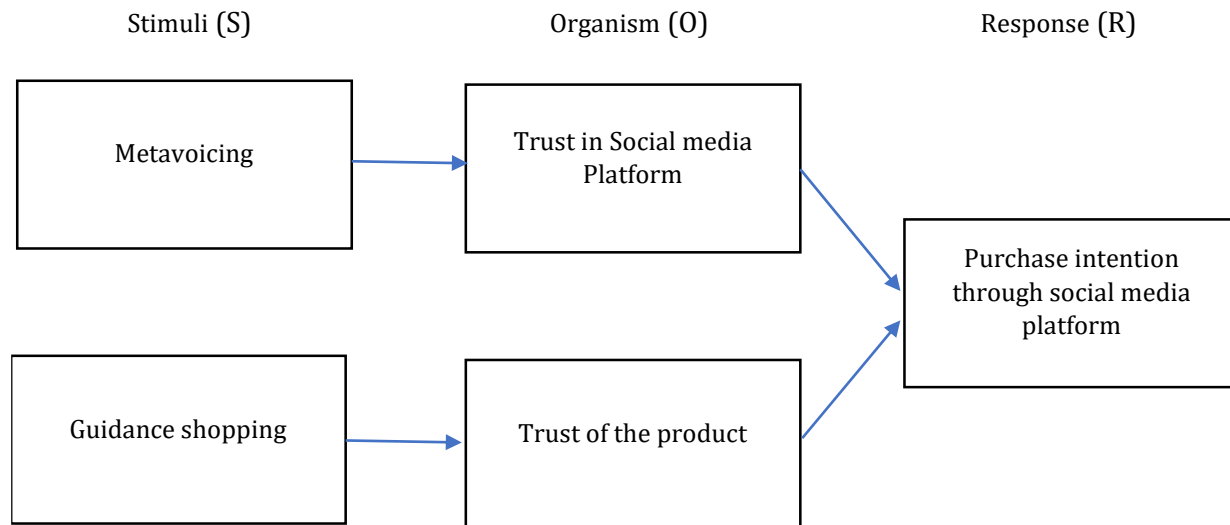 Stimuli (S)
Organism (O)
Response (R)
Metavoicing
Trust in Social media
Platform
Purchase intention
through social media
platform
Guidance shopping
Trust of the product